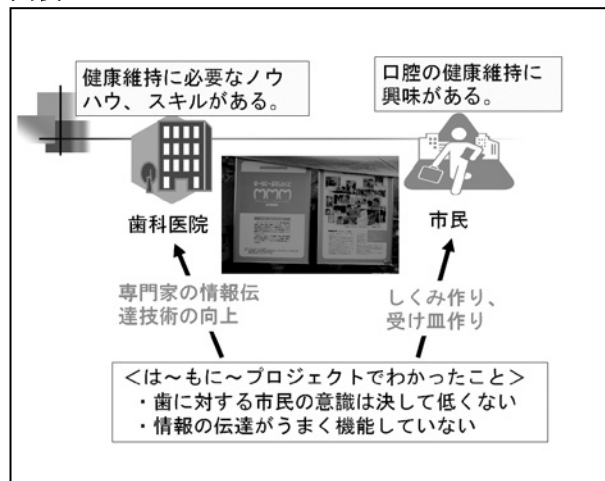 健康維持に必要なノウ
ハウ、スキルがある。
口腔の健康維持に
興味がある。
MMM
歯科医院
市民
専門家の情報伝
達技術の向上
しくみ作り、
受け皿作り
＜は～もに～プロジェクトでわかったこと＞
・歯に対する市民の意識は決して低くない
・情報の伝達がうまく機能していない